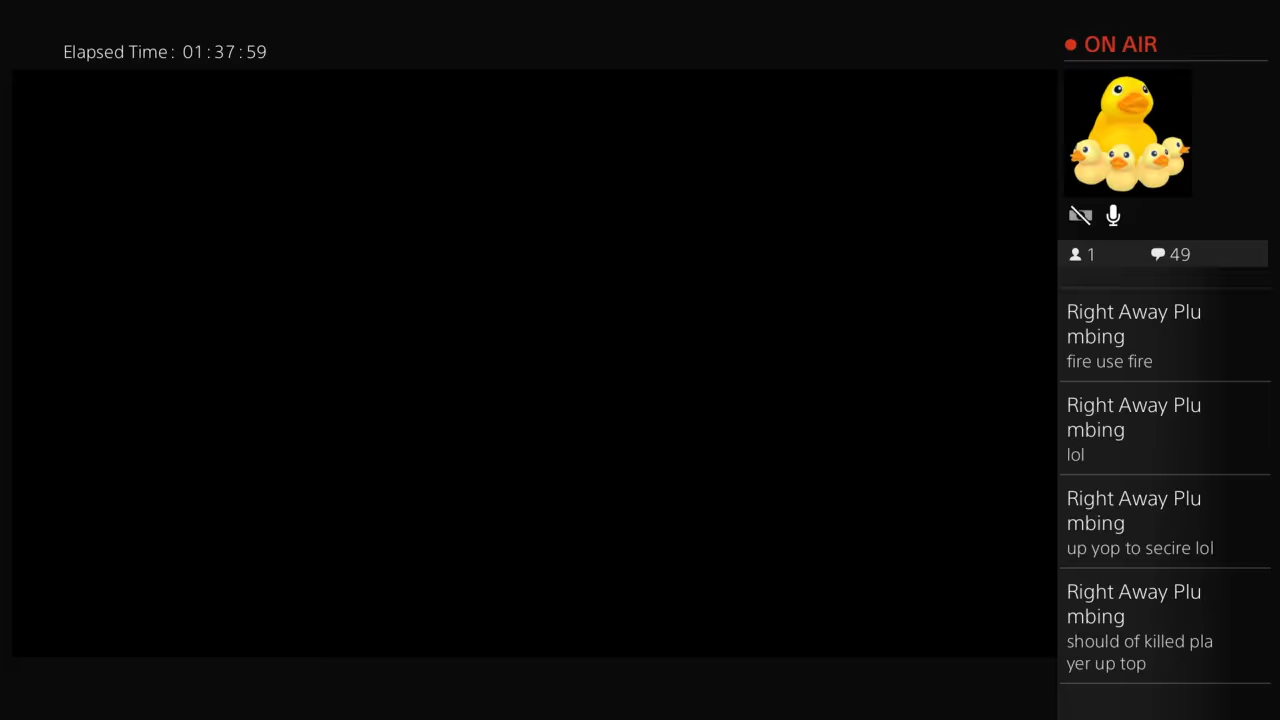 Elapsed Time: 01:37:59
ON AIR
1 49
Right Away Plu
mbing
fire use fire
Right Away Plu
mbing
lol
Right Away Plu
mbing
up yop to secire lol
Right Away Plu
mbing
should of killed pla
yer up top